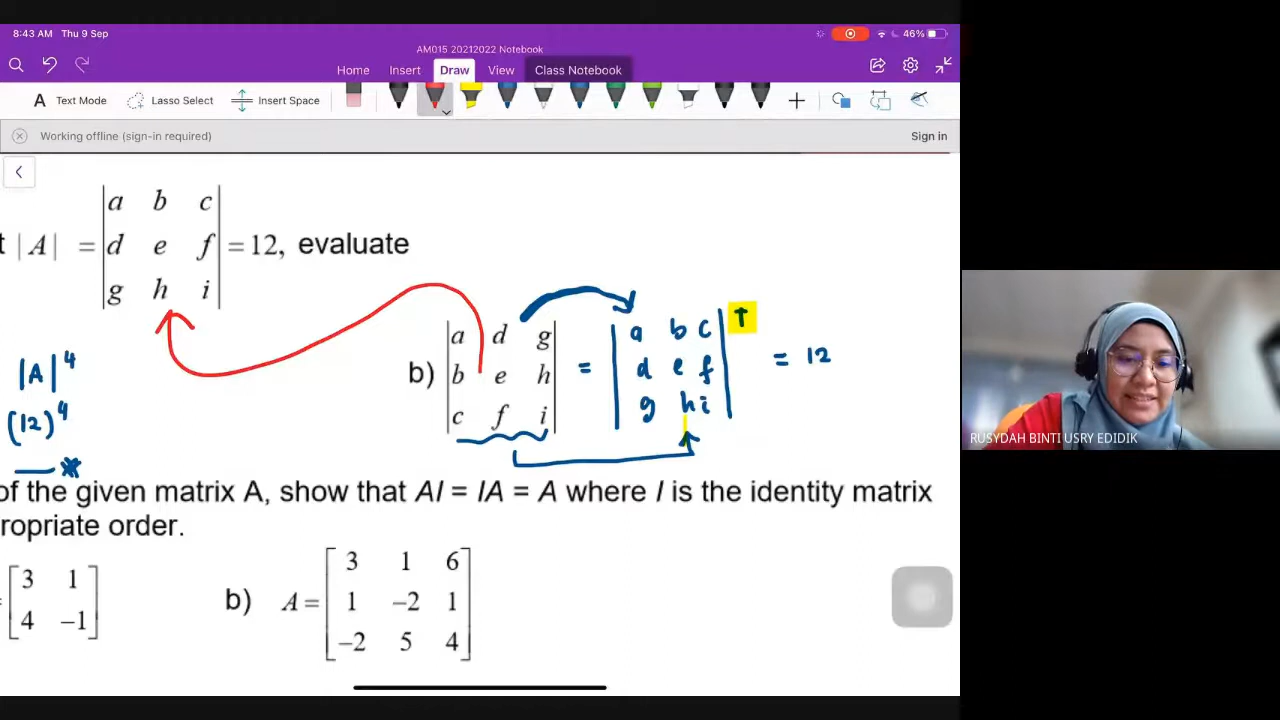 8:43 AM Thu 9 Sep
46%
AM015 20212022 Notebook
Home Insert Draw View Class Notebook
A Text Mode Lasso Select Insert Space
Working offline (sign-in required) Sign in
a b c
t |A| = d e f = 12, evaluate
g h i
a d g
b) b e h
c f i
=
a b c T
d e f
g h i
= 12
|A|^4
(12)^4
of the given matrix A, show that AI = IA = A where I is the identity matrix
ropriate order.
3 1
4 −1
b) A =
3 1 6
1 −2 1
−2 5 4
RUSYDAH BINTI USRY EDIDIK